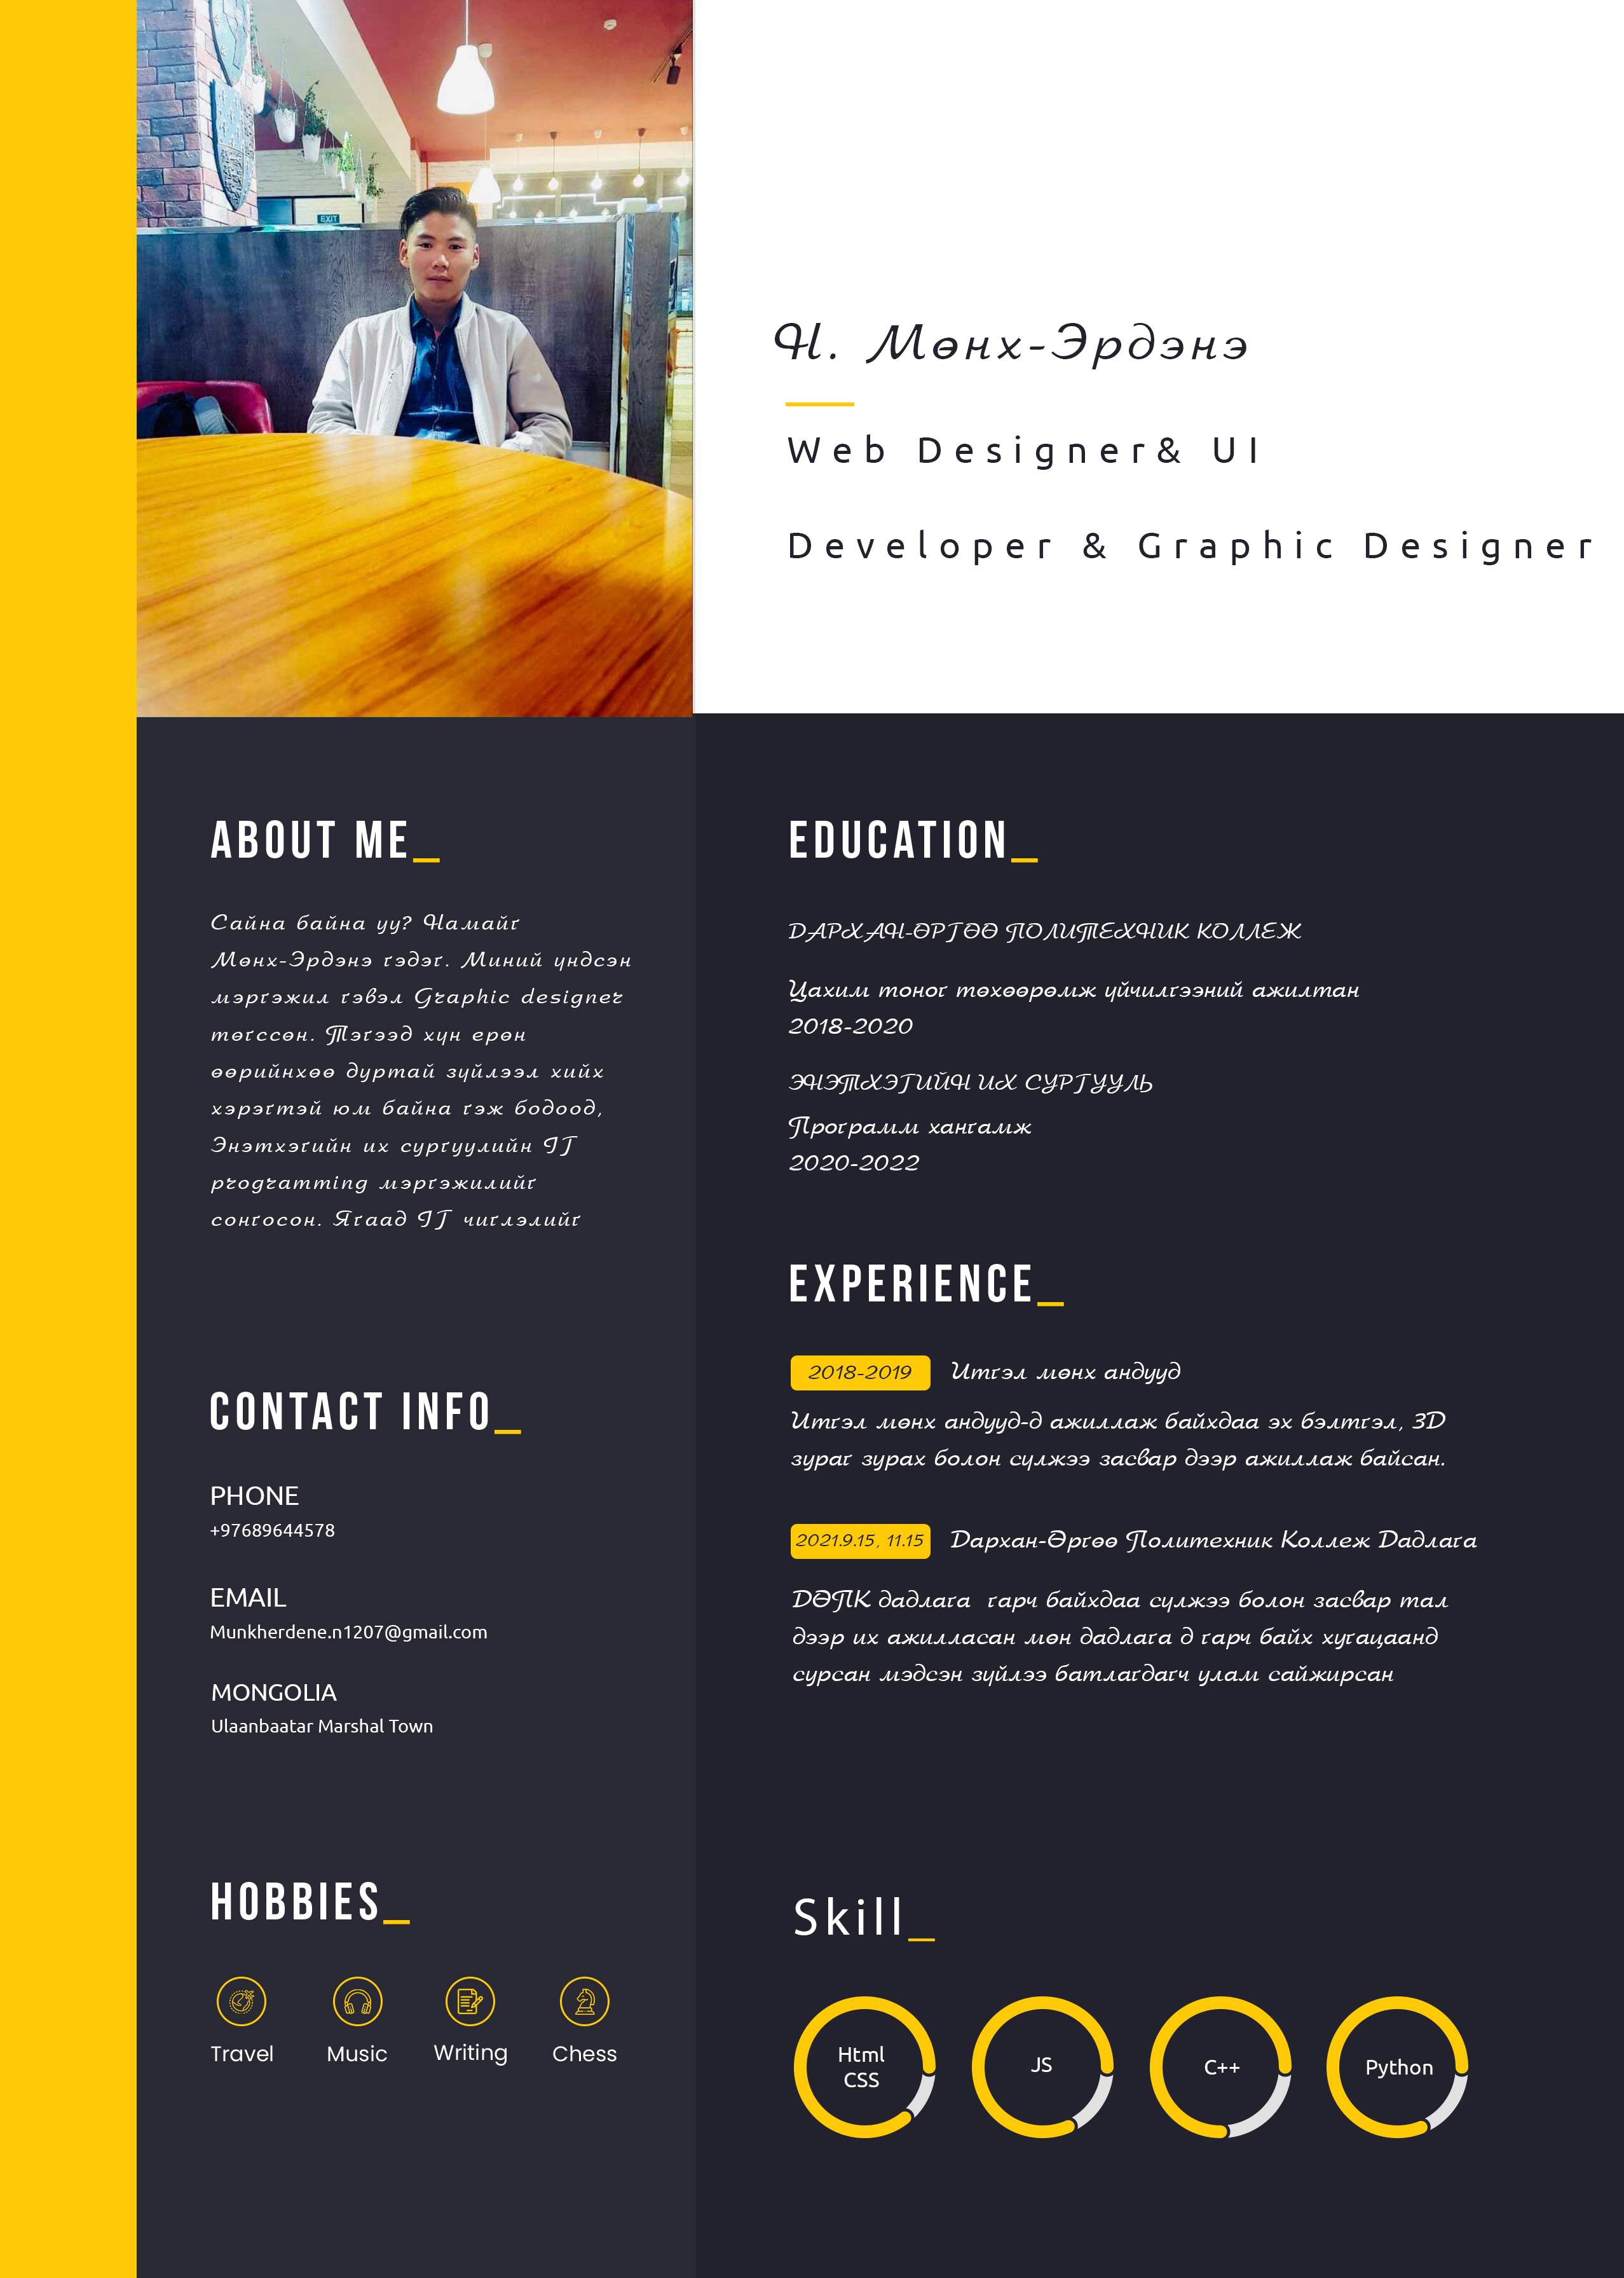 EXIT
Н. Мөнх-Эрдэнэ
Web Designer& UI
Developer & Graphic Designer
ABOUT ME_
Сайна байна уу? Намайг
Мөнх-Эрдэнэ гэдэг. Миний үндсэн
мэргэжил гэвэл Graphic designer
төгссөн. Тэгээд хүн ерөн
өөрийнхөө дуртай зүйлээл хийх
хэрэгтэй юм байна гэж бодоод,
Энэтхэгийн их сургуулийн IT
programming мэргэжилийг
сонгосон. Ягаад IT чиглэлийг
CONTACT INFO_
PHONE
+97689644578
EMAIL
Munkherdene.n1207@gmail.com
MONGOLIA
Ulaanbaatar Marshal Town
HOBBIES_
Travel Music Writing Chess
EDUCATION_
ДАРХАН-ӨРГӨӨ ПОЛИТЕХНИК КОЛЛЕЖ
Цахим тоног төхөөрөмж үйчилгээний ажилтан
2018-2020
ЭНЭТХЭГИЙН ИХ СУРГУУЛЬ
Программ хангамж
2020-2022
EXPERIENCE_
2018-2019 Итгэл мөнх андууд
Итгэл мөнх андууд-д ажиллаж байхдаа эх бэлтгэл, 3D
зураг зурах болон сүлжээ засвар дээр ажиллаж байсан.
2021.9.15, 11.15 Дархан-Өргөө Политехник Коллеж Дадлага
ДӨПК дадлага гарч байхдаа сүлжээ болон засвар тал
дээр их ажилласан мөн дадлага д гарч байх хугацаанд
сурсан мэдсэн зүйлээ батлагдагч улам сайжирсан
Skill_
Html
CSS
JS
C++
Python